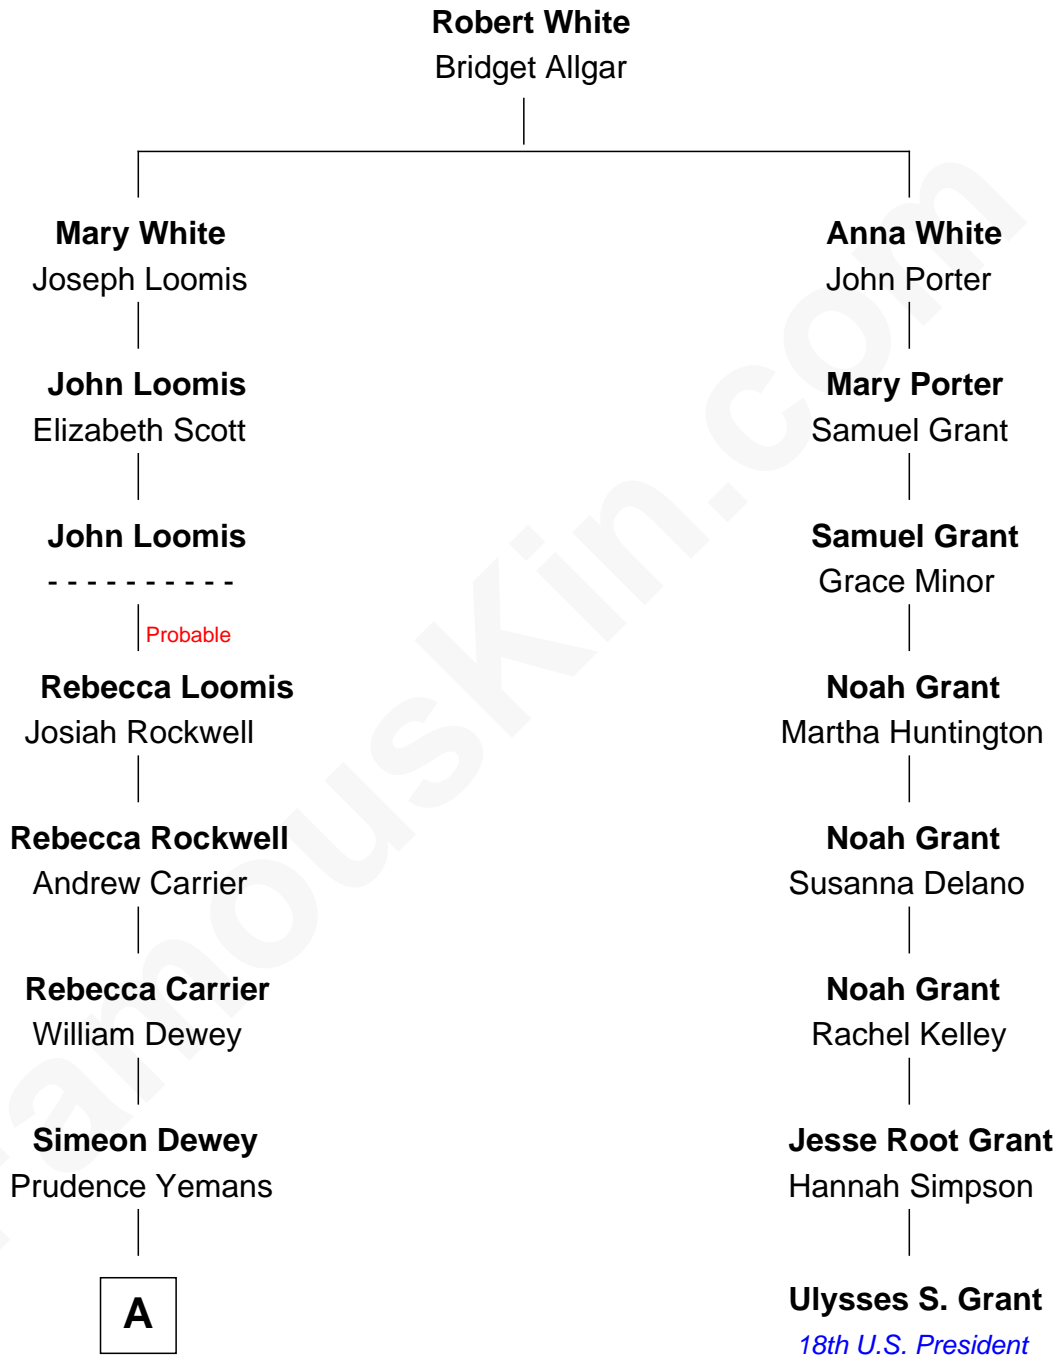 Robert White
Bridget Allgar
Mary White
Joseph Loomis
Anna White
John Porter
John Loomis
Elizabeth Scott
Mary Porter
Samuel Grant
John Loomis
- - - - - - - - - -
Samuel Grant
Grace Minor
Probable
Rebecca Loomis
Josiah Rockwell
Noah Grant
Martha Huntington
Rebecca Rockwell
Andrew Carrier
Noah Grant
Susanna Delano
Rebecca Carrier
William Dewey
Noah Grant
Rachel Kelley
Simeon Dewey
Prudence Yemans
Jesse Root Grant
Hannah Simpson
A
Ulysses S. Grant
18th U.S. President
FamousKin.com